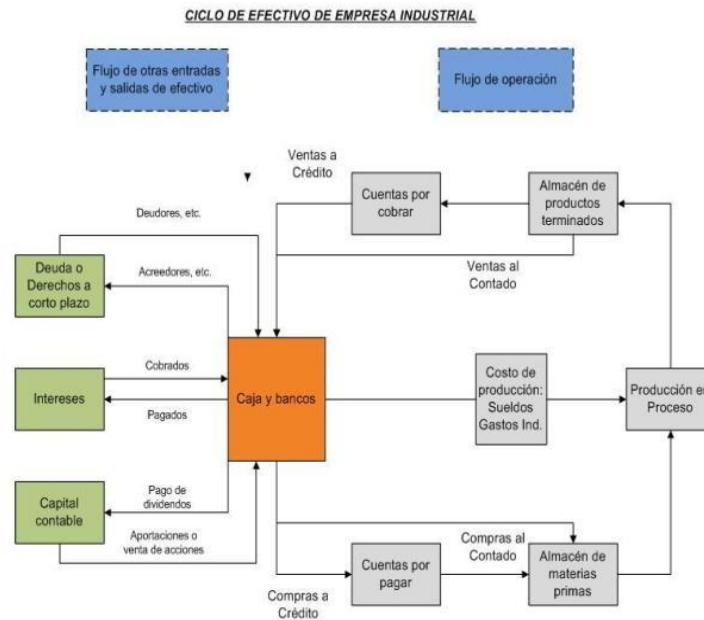 CICLO DE EFECTIVO DE EMPRESA INDUSTRIAL
Flujo de otras entradas
y salidas de efectivo
Flujo de operación
Ventas a
Crédito
Cuentas por
cobrar
Almacén de
productos
terminados
Deudores, etc.
Ventas al
Contado
Deuda o
Derechos a
corto plazo
Acreedores, etc.
Cobrados
Intereses
Pagados
Caja y bancos
Costo de
producción:
Sueldos
Gastos Ind.
Producción en
Proceso
Capital
contable
Pago de
dividendos
Aportaciones o
venta de acciones
Compras a
Crédito
Cuentas por
pagar
Compras al
Contado
Almacén de
materias
primas